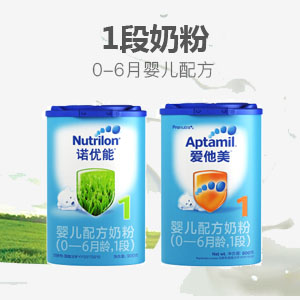 1段奶粉
0-6月婴儿配方
Nutrilon
诺优能
1
婴儿配方奶粉
(0—6月龄,1段)
Aptamil
爱他美
1
婴儿配方奶粉
(0—6月龄,1段)